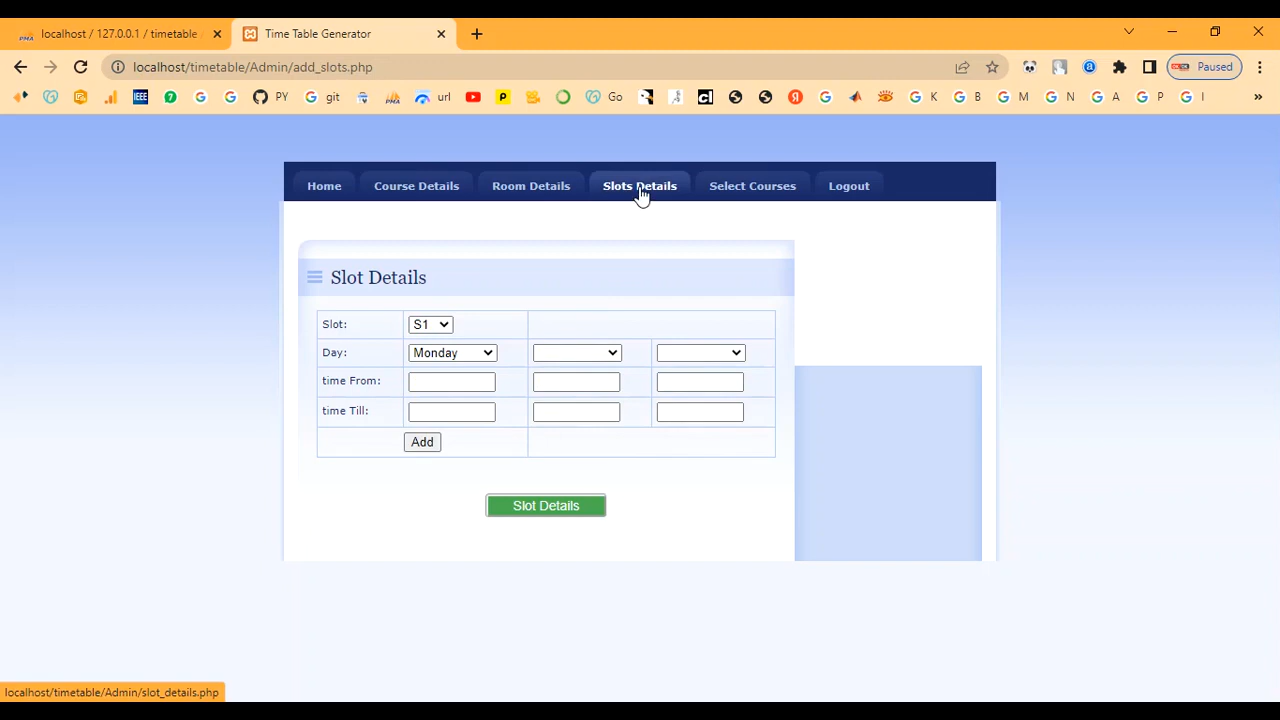 localhost / 127.0.0.1 / timetable
Time Table Generator
localhost/timetable/Admin/add_slots.php
Paused
IEEE
PY
git
url
Go
K
B
M
N
A
P
I
Home
Course Details
Room Details
Slots Details
Select Courses
Logout
Slot Details
Slot:
S1
Day:
Monday
time From:
time Till:
Add
Slot Details
localhost/timetable/Admin/slot_details.php